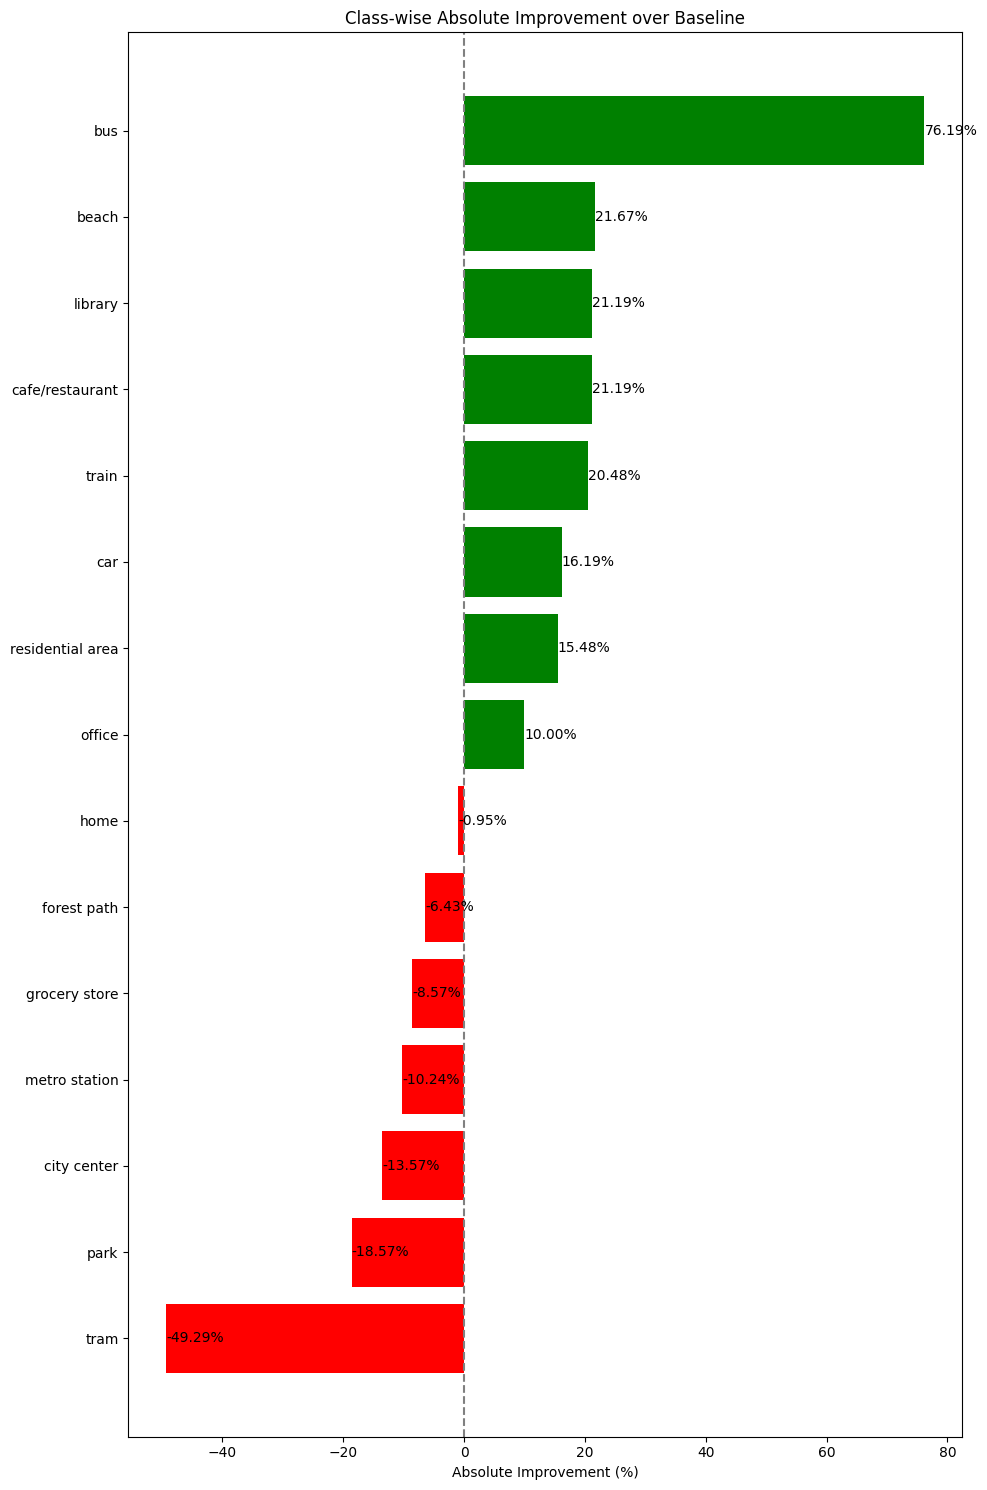 Class-wise Absolute Improvement over Baseline
bus 76.19%
beach 21.67%
library 21.19%
cafe/restaurant 21.19%
train 20.48%
car 16.19%
residential area 15.48%
office 10.00%
home -0.95%
forest path -6.43%
grocery store -8.57%
metro station -10.24%
city center -13.57%
park -18.57%
tram -49.29%
−40 −20 0 20 40 60 80
Absolute Improvement (%)